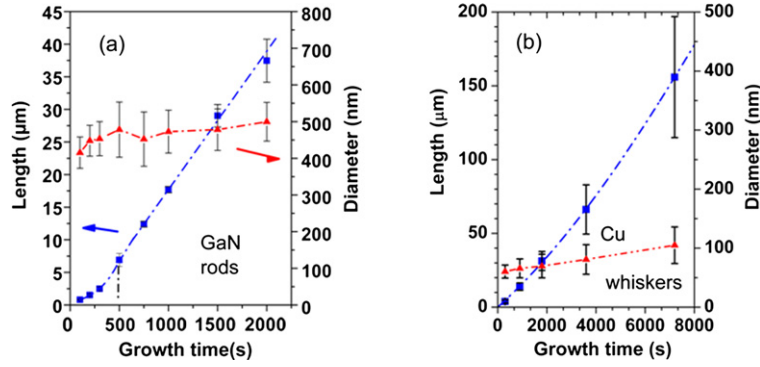 (a)
45
40
35
30
25
20
15
10
5
0
Length (µm)
800
700
600
500
400
300
200
100
0
Diameter (nm)
GaN
rods
0 500 1000 1500 2000
Growth time(s)
(b)
200
150
100
50
0
Length (µm)
500
400
300
200
100
0
Diameter (nm)
Cu
whiskers
0 2000 4000 6000 8000
Growth time (s)